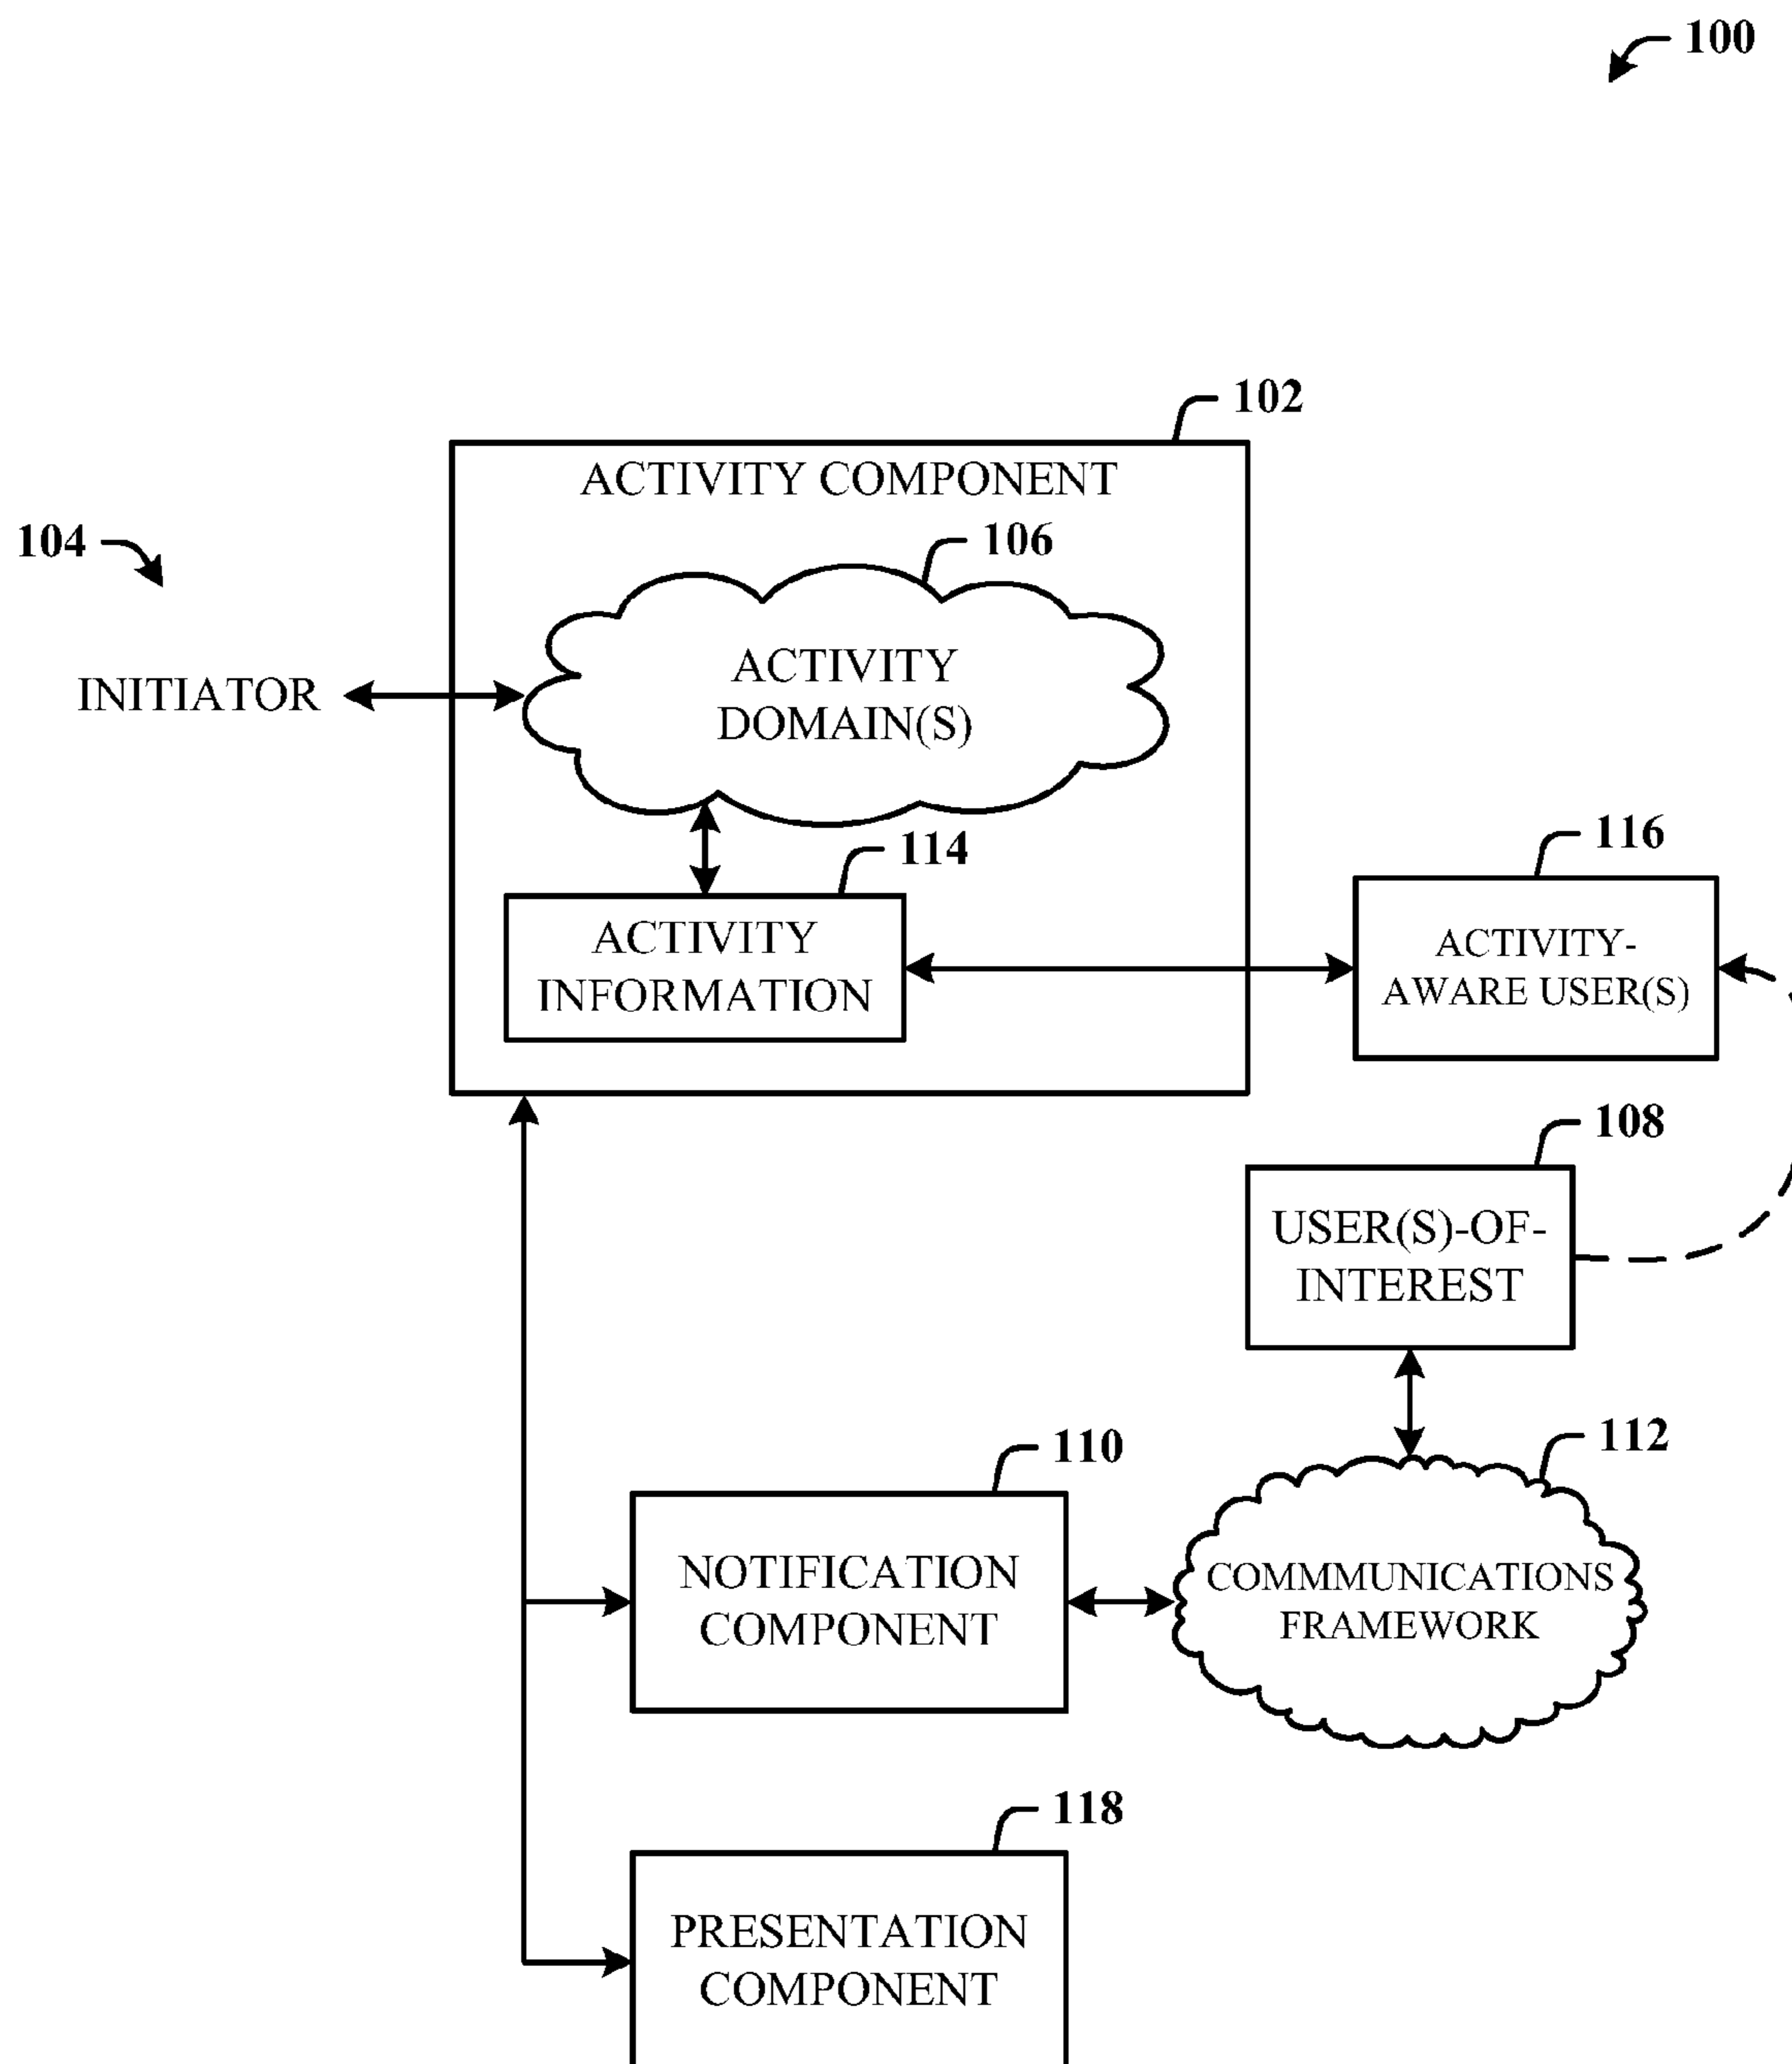 100
102
ACTIVITY COMPONENT
104
106
ACTIVITY
DOMAIN(S)
INITIATOR
114
116
ACTIVITY
INFORMATION
ACTIVITY-
AWARE USER(S)
108
USER(S)-OF-
INTEREST
110
112
NOTIFICATION
COMPONENT
COMMMUNICATIONS
FRAMEWORK
118
PRESENTATION
COMPONENT